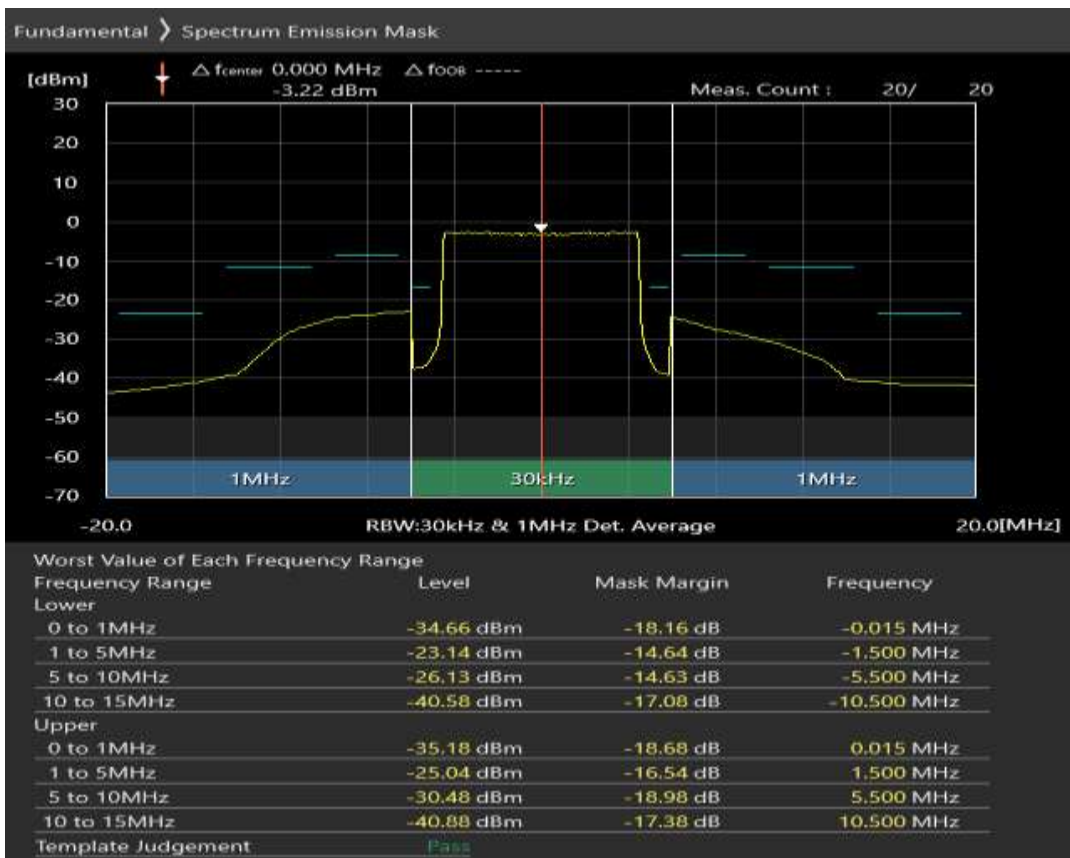 Fundamental ❯ Spectrum Emission Mask
[dBm] △ fcenter 0.000 MHz △ fOOB -----
-3.22 dBm Meas. Count : 20/ 20
30
20
10
0
-10
-20
-30
-40
-50
-60
-70
1MHz 30kHz 1MHz
-20.0 RBW:30kHz & 1MHz Det. Average 20.0[MHz]
Worst Value of Each Frequency Range
Frequency Range Level Mask Margin Frequency
Lower
0 to 1MHz -34.66 dBm -18.16 dB -0.015 MHz
1 to 5MHz -23.14 dBm -14.64 dB -1.500 MHz
5 to 10MHz -26.13 dBm -14.63 dB -5.500 MHz
10 to 15MHz -40.58 dBm -17.08 dB -10.500 MHz
Upper
0 to 1MHz -35.18 dBm -18.68 dB 0.015 MHz
1 to 5MHz -25.04 dBm -16.54 dB 1.500 MHz
5 to 10MHz -30.48 dBm -18.98 dB 5.500 MHz
10 to 15MHz -40.88 dBm -17.38 dB 10.500 MHz
Template Judgement Pass